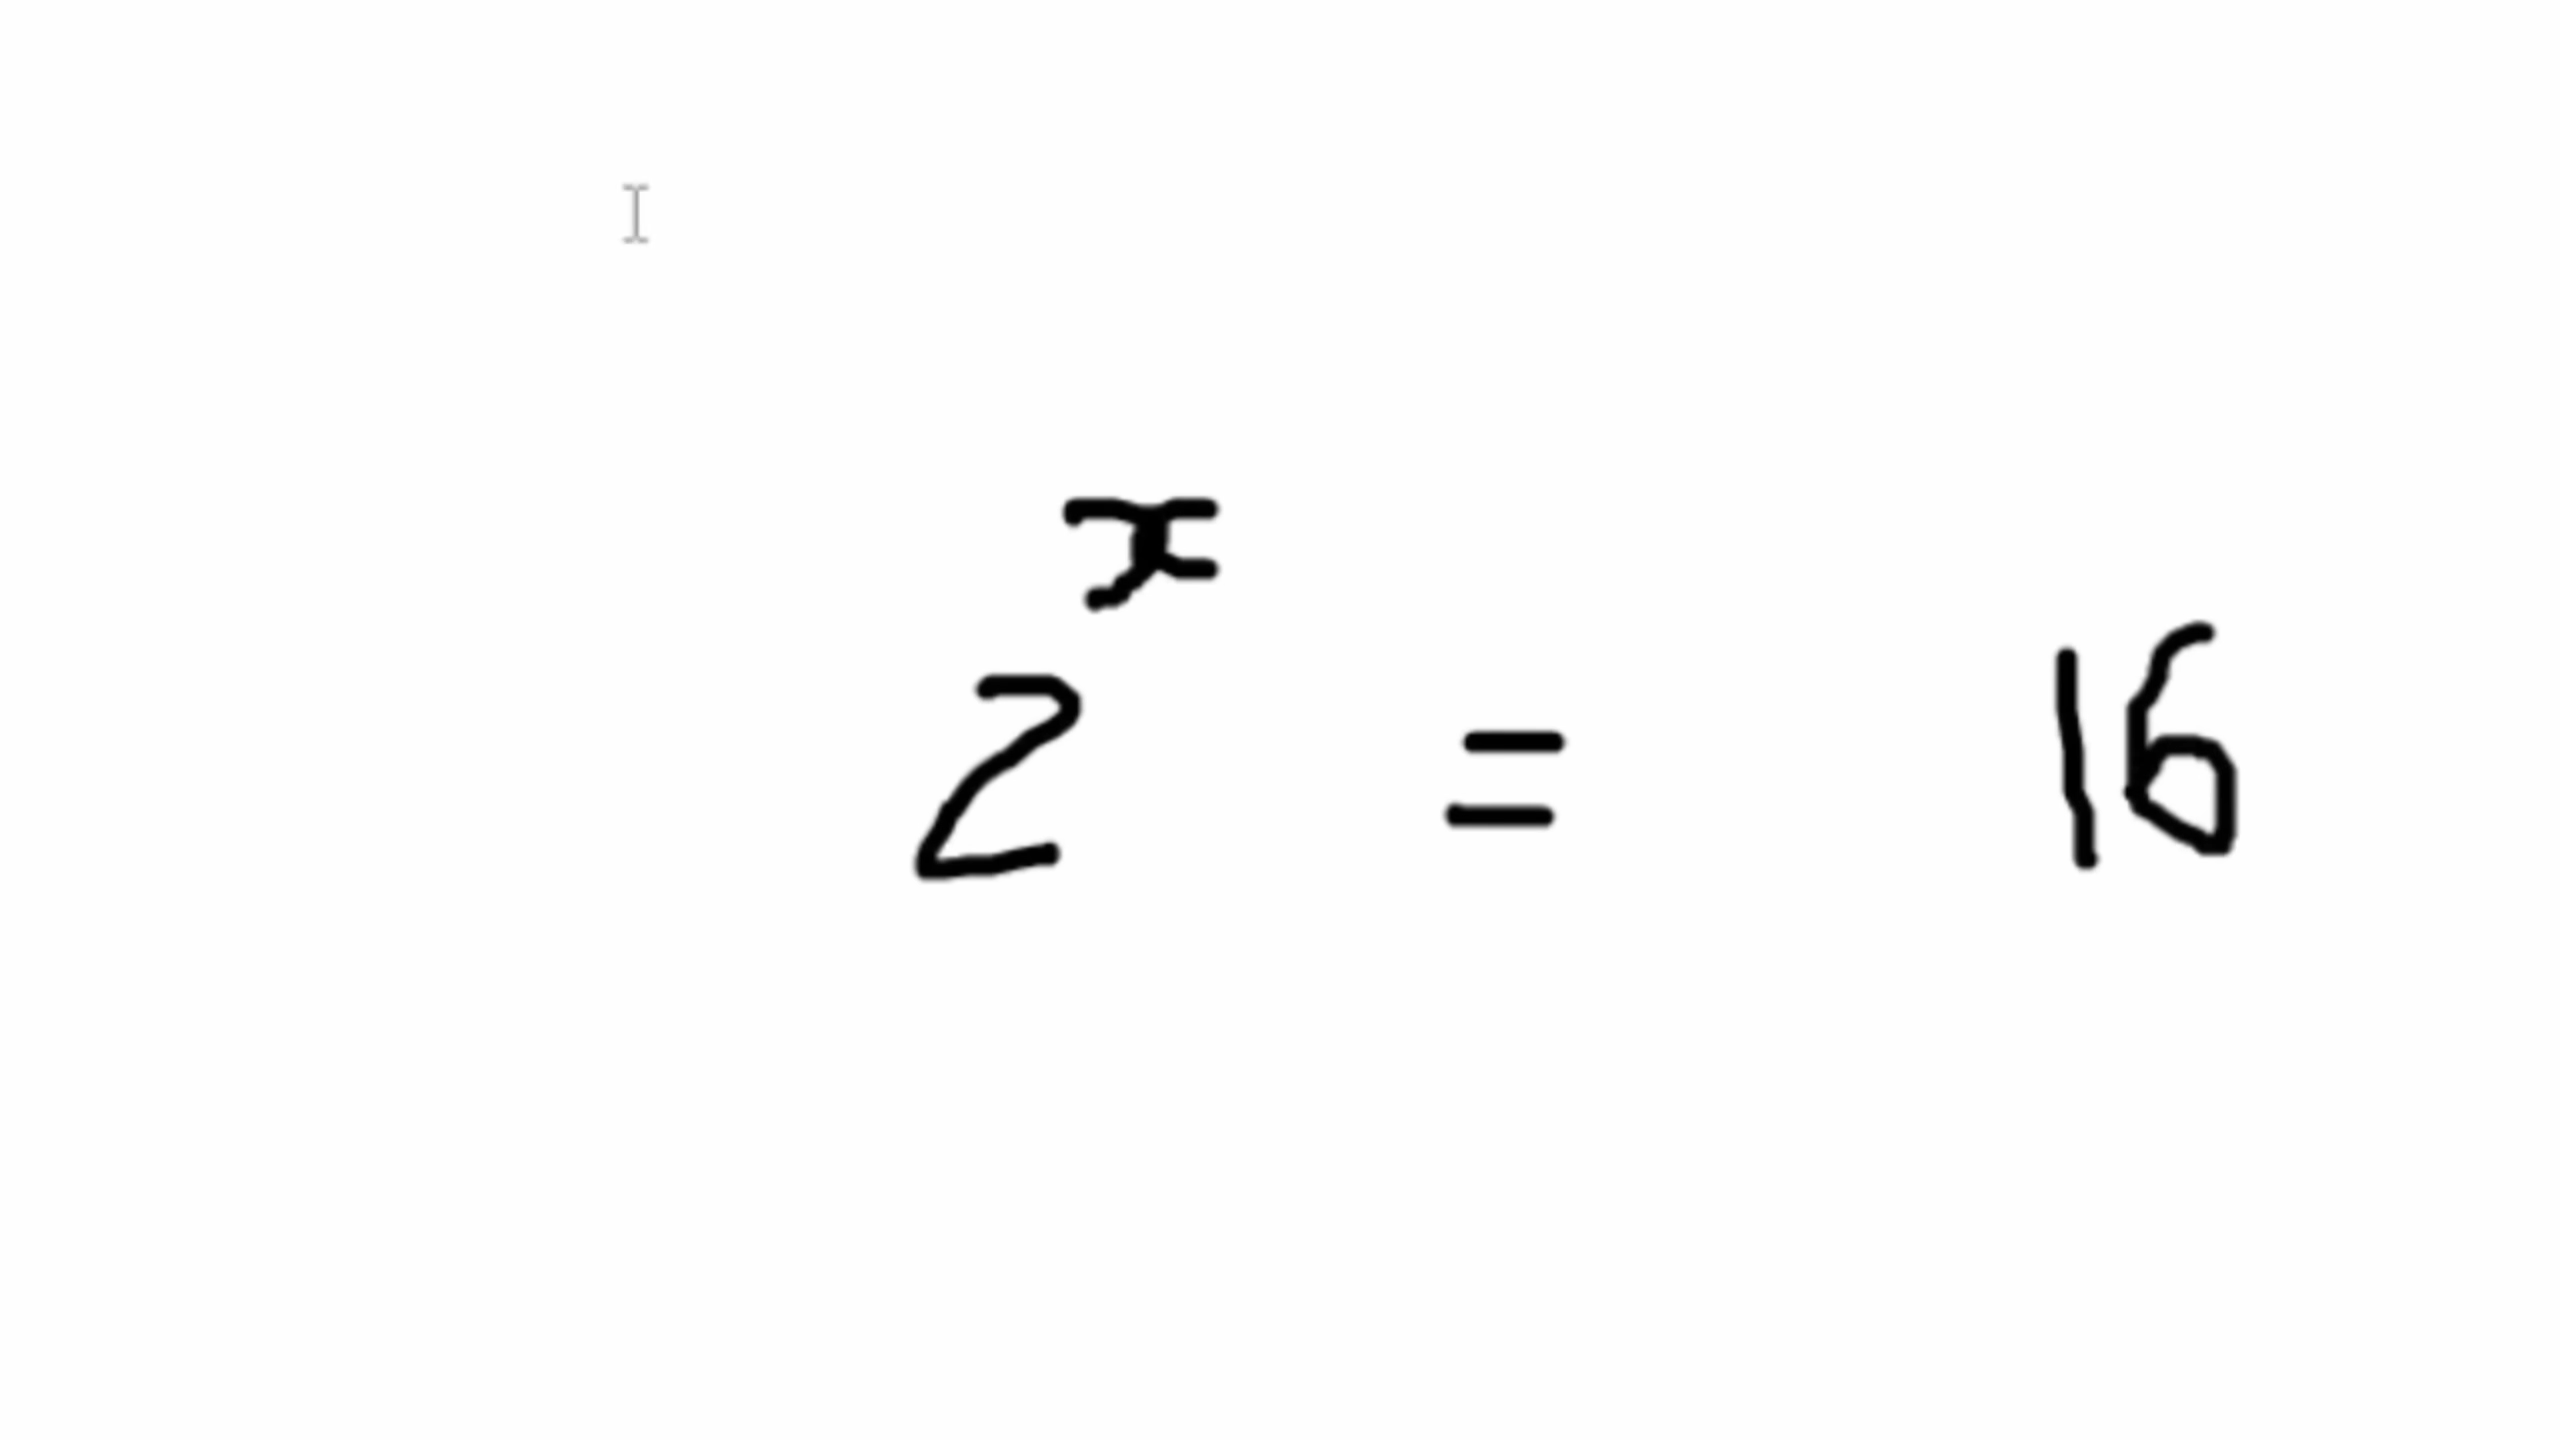 2^x = 16